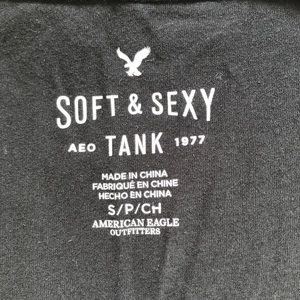 SOFT & SEXY
AEO TANK 1977
MADE IN CHINA
FABRIQUÉ EN CHINE
HECHO EN CHINA
S/P/CH
AMERICAN EAGLE
OUTFITTERS